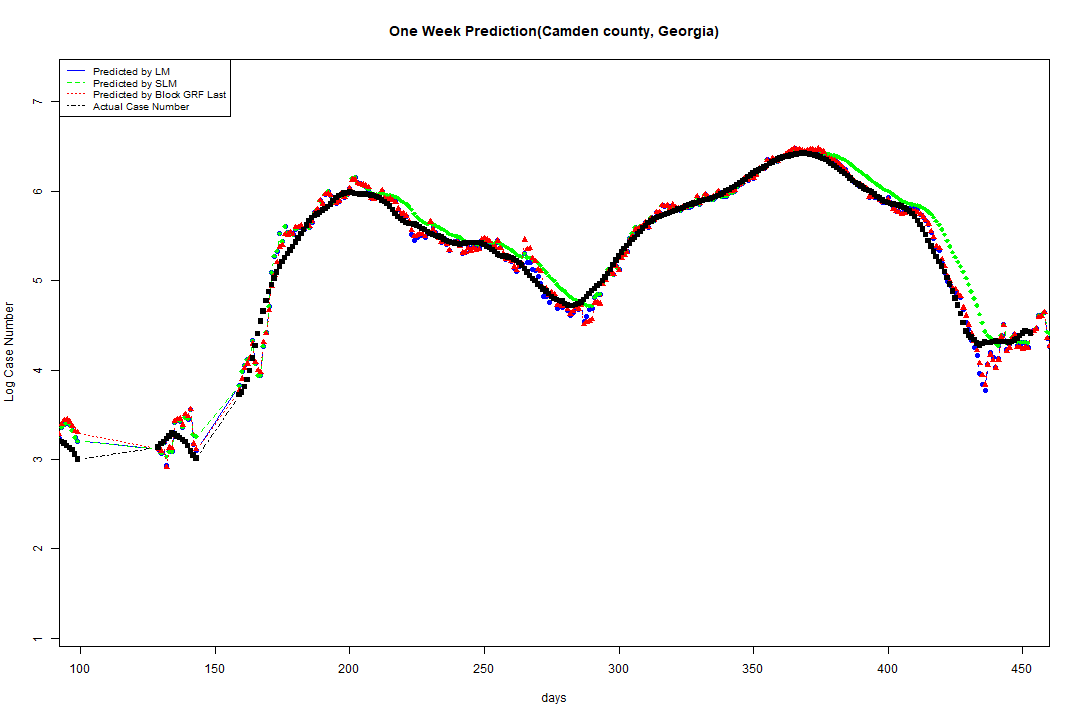 One Week Prediction(Camden county, Georgia)
Predicted by LM
Predicted by SLM
Predicted by Block GRF Last
Actual Case Number
7
6
5
4
3
2
1
Log Case Number
100 150 200 250 300 350 400 450
days